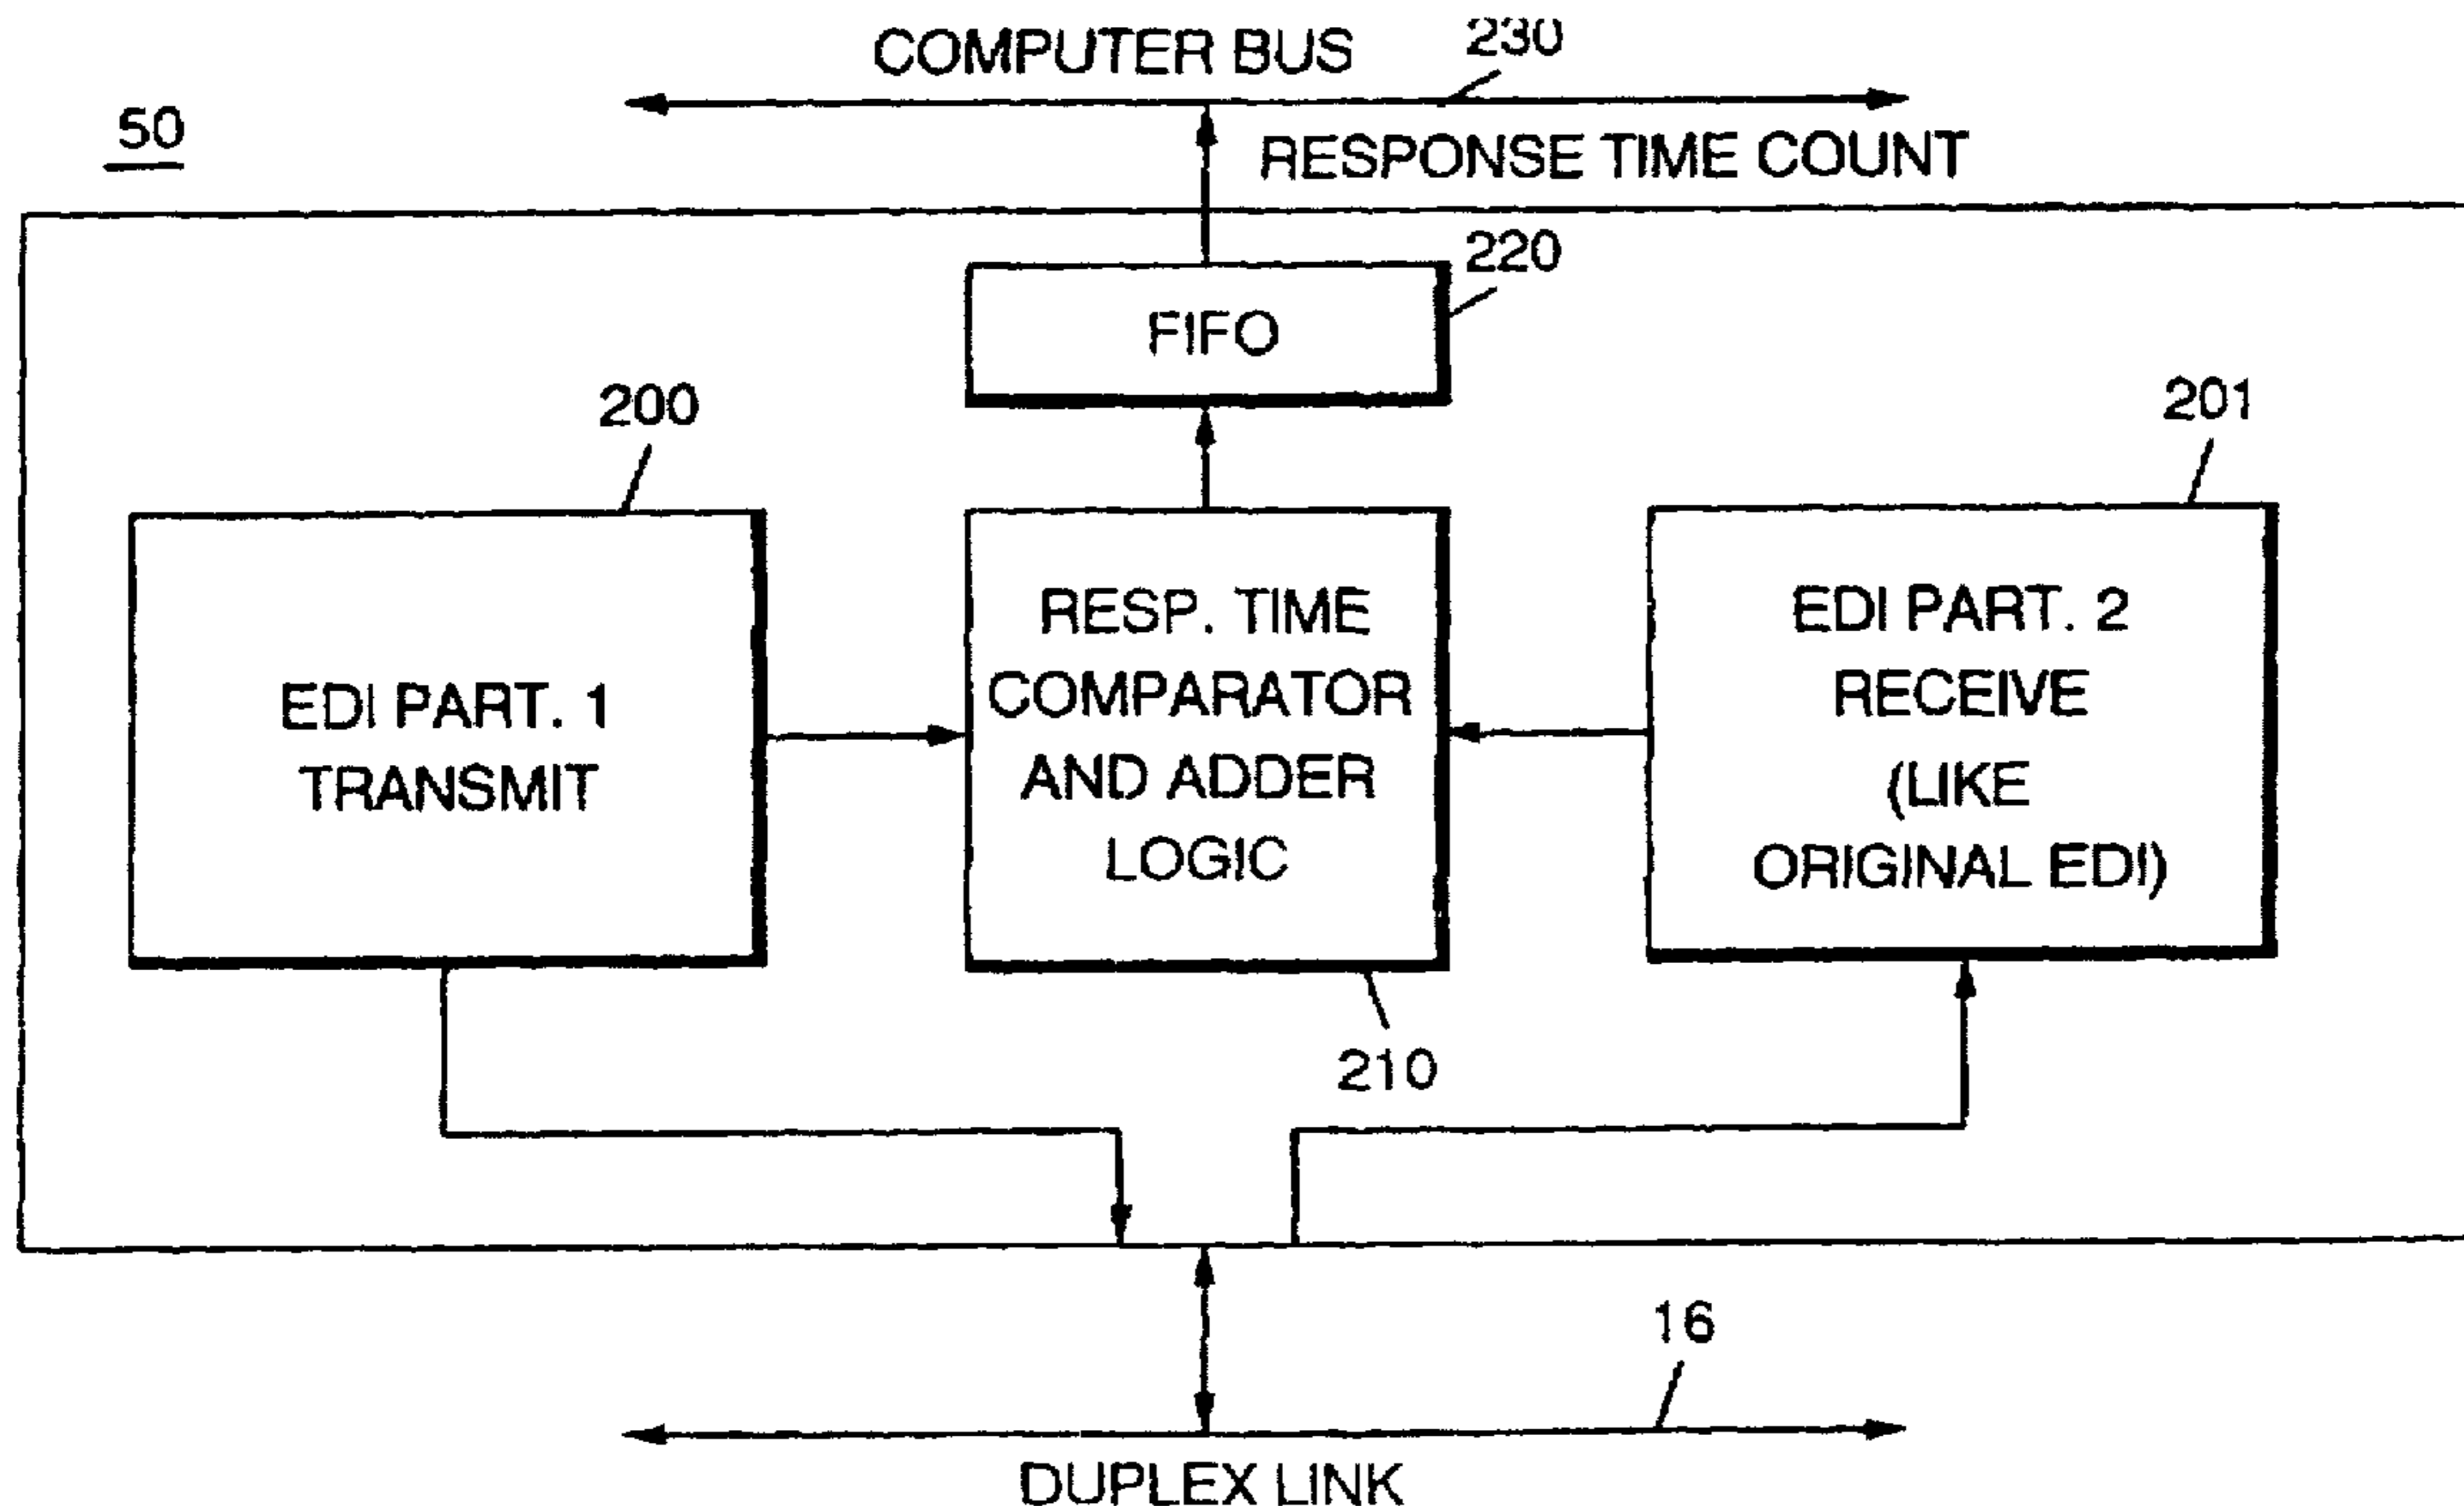 COMPUTER BUS
230
50
RESPONSE TIME COUNT
220
FIFO
200
201
EDI PART. 1
TRANSMIT
RESP. TIME
COMPARATOR
AND ADDER
LOGIC
EDI PART. 2
RECEIVE
(LIKE
ORIGINAL EDI)
210
16
DUPLEX LINK